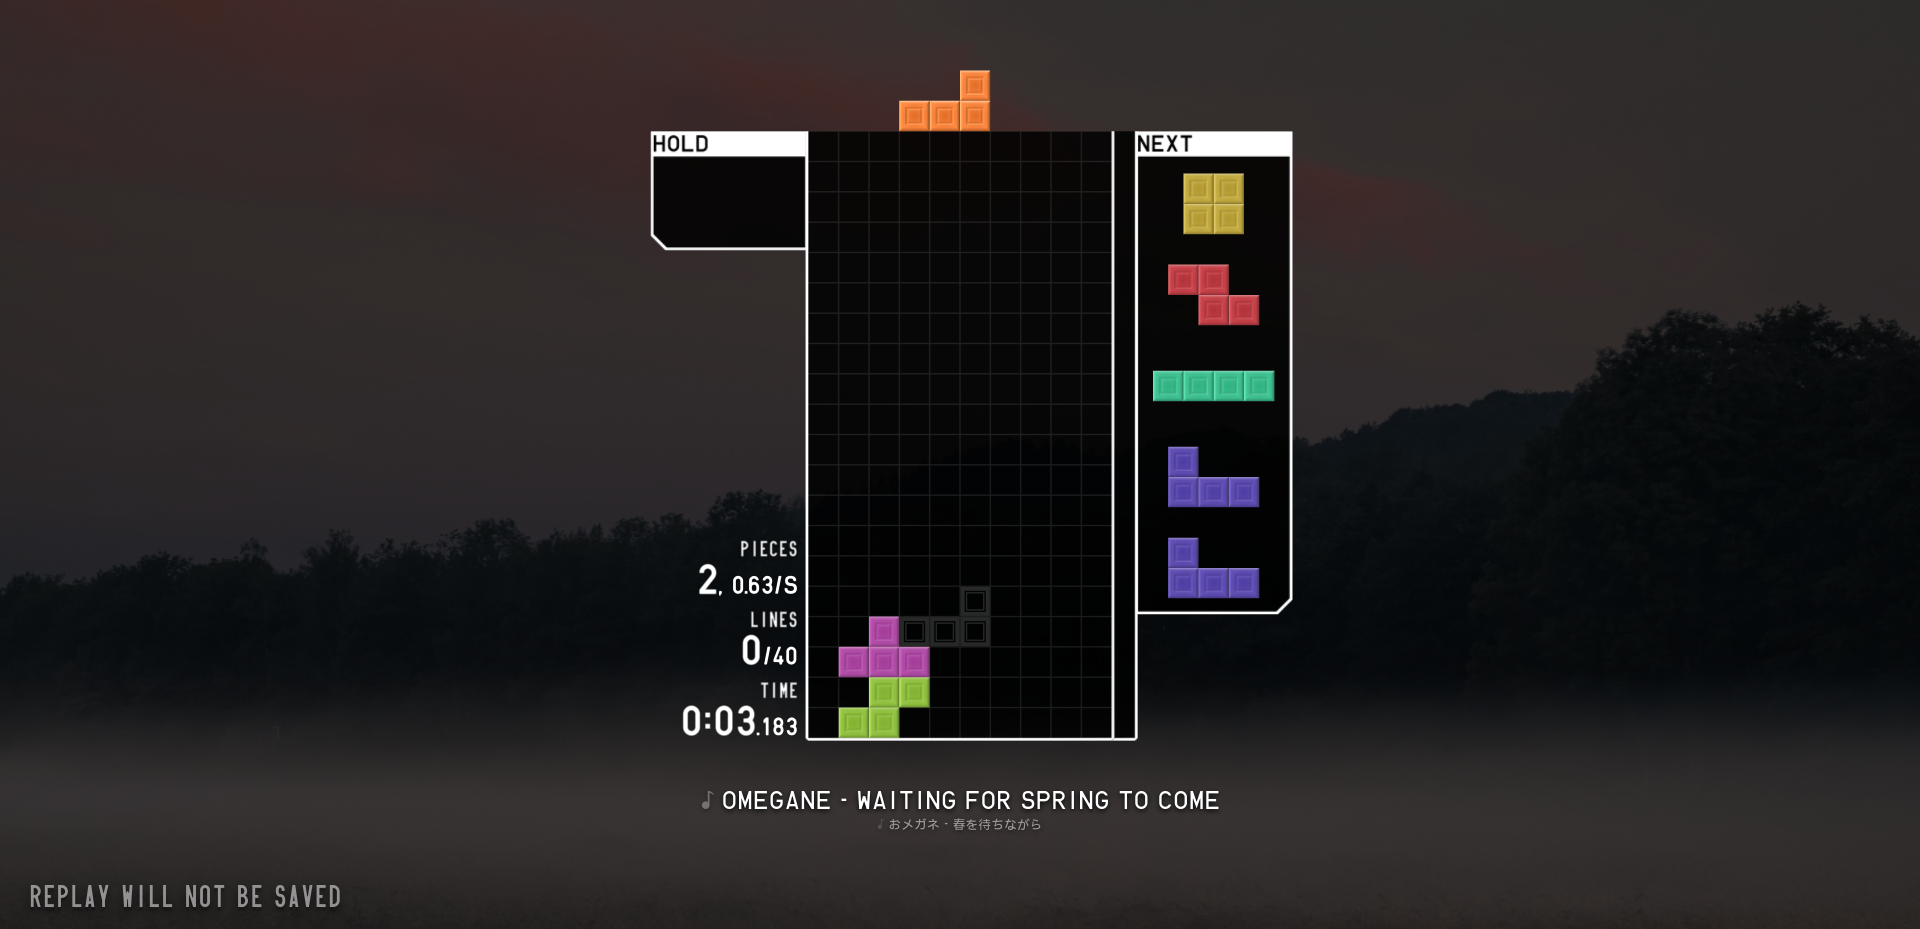 HOLD
NEXT
PIECES
2, 0.63/S
LINES
0/40
TIME
0:03.183
♪ OMEGANE - WAITING FOR SPRING TO COME
♪ おメガネ - 春を待ちながら
REPLAY WILL NOT BE SAVED